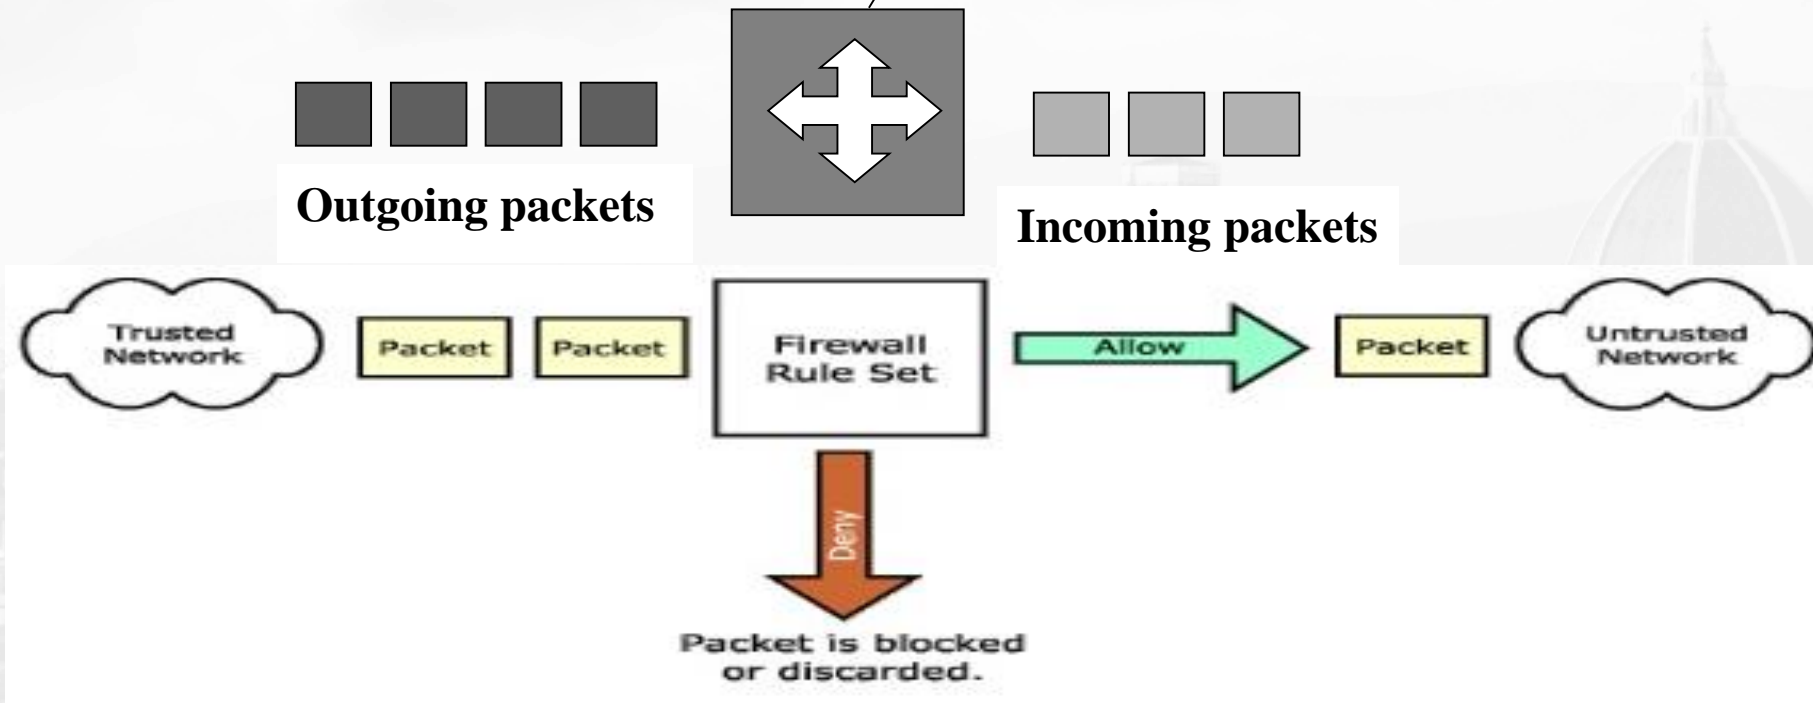 Outgoing packets
Incoming packets
Trusted
Network
Packet
Packet
Firewall
Rule Set
Allow
Packet
Untrusted
Network
Deny
Packet is blocked
or discarded.